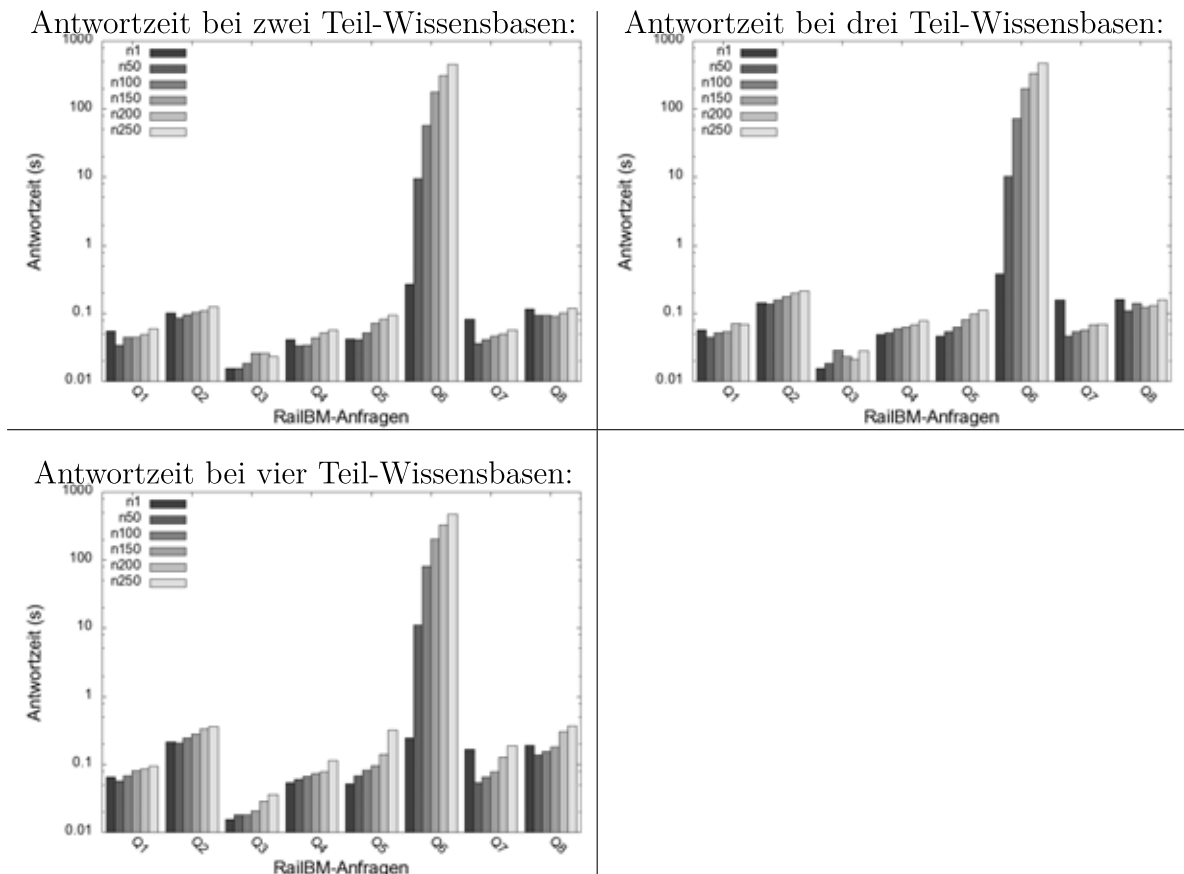 Antwortzeit bei zwei Teil-Wissensbasen:
1000
100
10
1
0.1
0.01
n1
n50
n100
n150
n200
n250
Antwortzeit (s)
Q1 Q2 Q3 Q4 Q5 Q6 Q7 Q8
RailBM-Anfragen
Antwortzeit bei drei Teil-Wissensbasen:
1000
100
10
1
0.1
0.01
n1
n50
n100
n150
n200
n250
Antwortzeit (s)
Q1 Q2 Q3 Q4 Q5 Q6 Q7 Q8
RailBM-Anfragen
Antwortzeit bei vier Teil-Wissensbasen:
1000
100
10
1
0.1
0.01
n1
n50
n100
n150
n200
n250
Antwortzeit (s)
Q1 Q2 Q3 Q4 Q5 Q6 Q7 Q8
RailBM-Anfragen